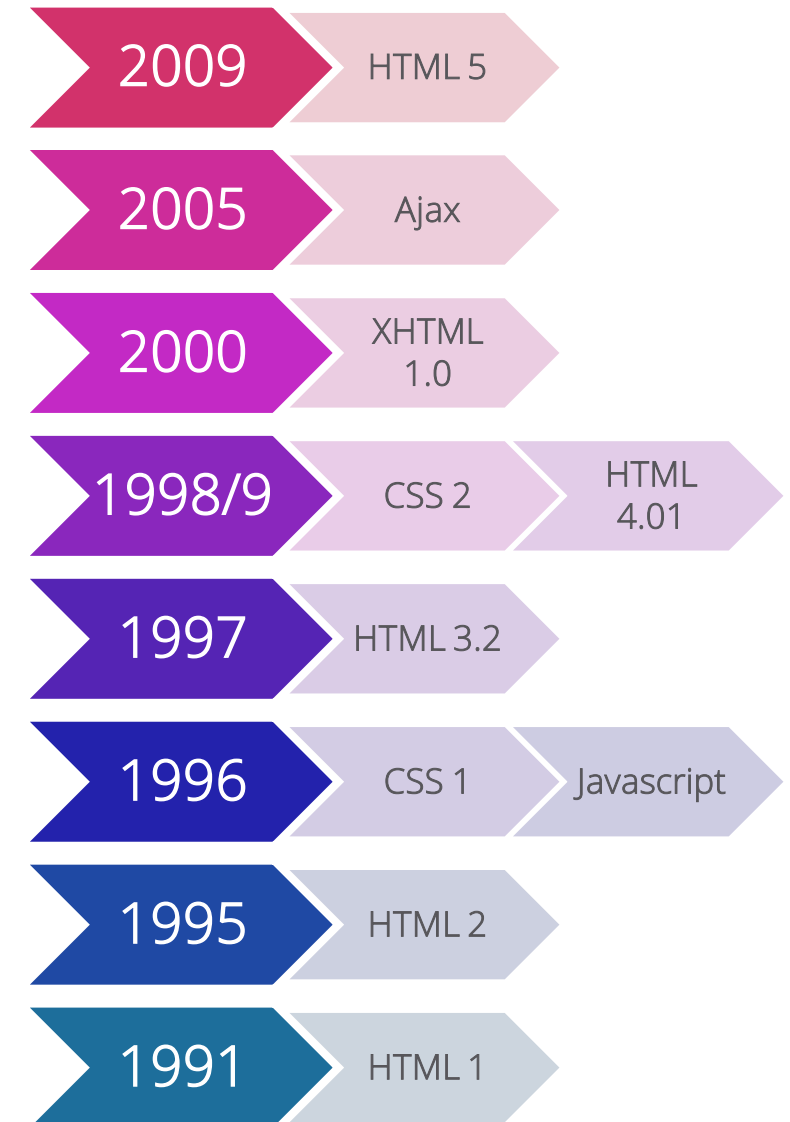 2009
HTML 5
2005
Ajax
2000
XHTML
1.0
1998/9
CSS 2
HTML
4.01
1997
HTML 3.2
1996
CSS 1
Javascript
1995
HTML 2
1991
HTML 1